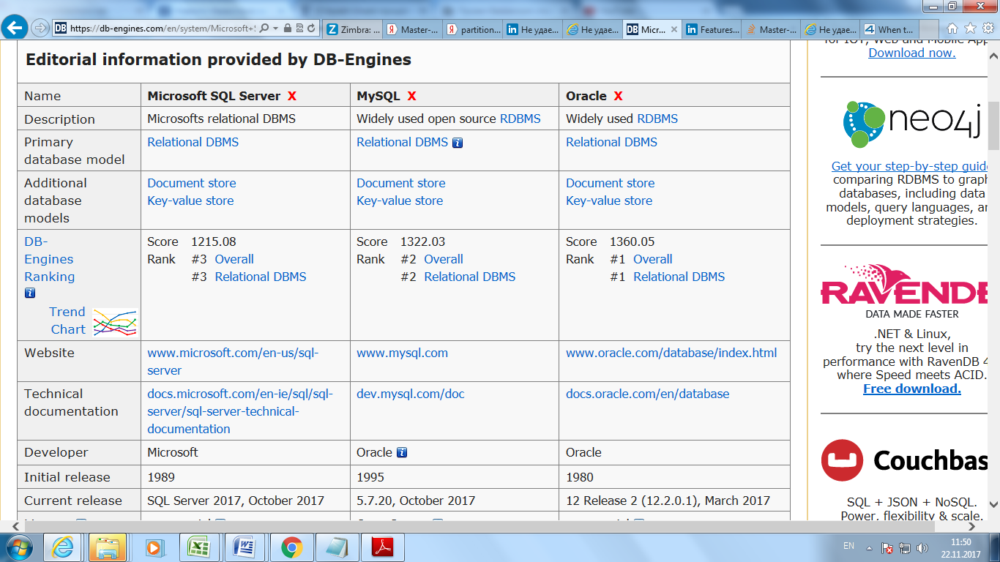 https://db-engines.com/en/system/Microsoft+
Zimbra: ...
Master-...
partition...
Не удае...
Не удае...
Micr...
Features...
Master-...
Не удае...
When t...
Editorial information provided by DB-Engines
Name Microsoft SQL Server X MySQL X Oracle X
Description Microsofts relational DBMS Widely used open source RDBMS Widely used RDBMS
Primary Relational DBMS Relational DBMS Relational DBMS
database model
Additional Document store Document store Document store
database Key-value store Key-value store Key-value store
models
DB- Score 1215.08 Score 1322.03 Score 1360.05
Engines Rank #3 Overall Rank #2 Overall Rank #1 Overall
Ranking #3 Relational DBMS #2 Relational DBMS #1 Relational DBMS
Trend
Chart
Website www.microsoft.com/en-us/sql- www.mysql.com www.oracle.com/database/index.html
server
Technical docs.microsoft.com/en-ie/sql/sql- dev.mysql.com/doc docs.oracle.com/en/database
documentation server/sql-server-technical-
documentation
Developer Microsoft Oracle Oracle
Initial release 1989 1995 1980
Current release SQL Server 2017, October 2017 5.7.20, October 2017 12 Release 2 (12.2.0.1), March 2017
for IOT, Web and Mobile App
Download now.
neo4j
Get your step-by-step guide
comparing RDBMS to graph
databases, including data
models, query languages, an
deployment strategies.
RAVENDB
DATA MADE FASTER
.NET & Linux,
try the next level in
performance with RavenDB 4
where Speed meets ACID.
Free download.
Couchbas
SQL + JSON + NoSQL.
Power, flexibility & scale.
EN
11:50
22.11.2017